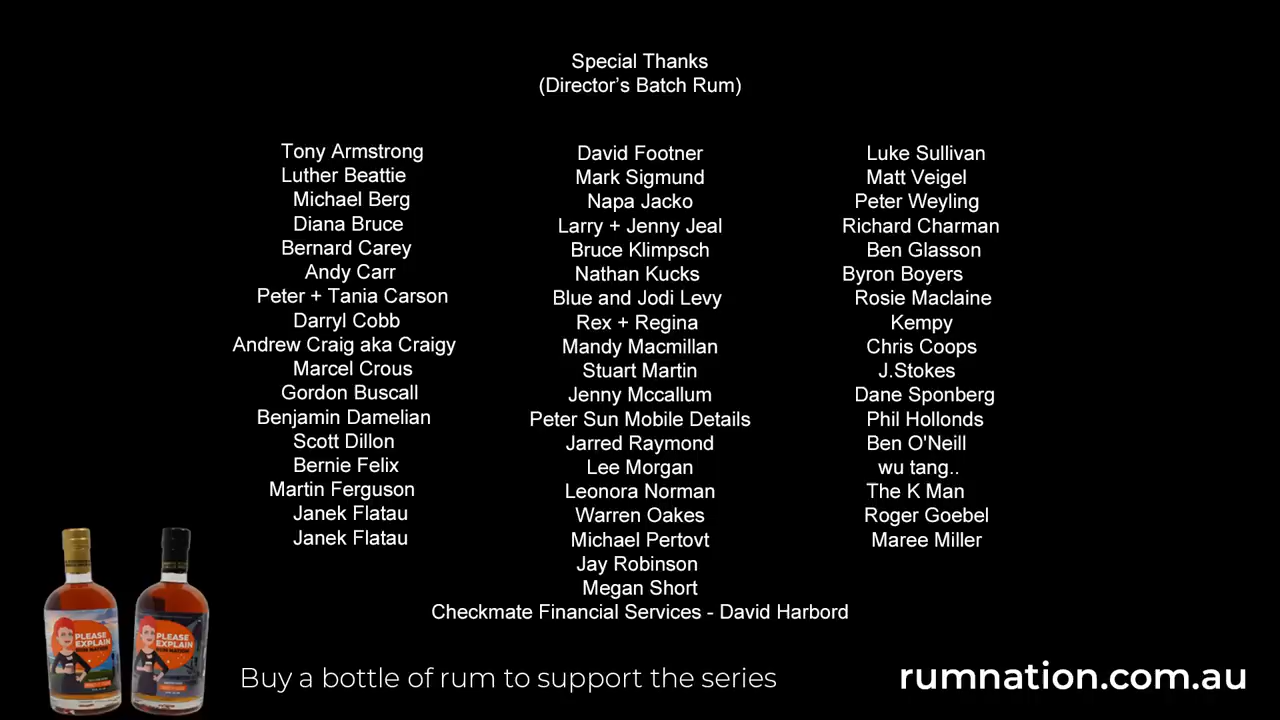 Special Thanks
(Director’s Batch Rum)
Tony Armstrong
Luther Beattie
Michael Berg
Diana Bruce
Bernard Carey
Andy Carr
Peter + Tania Carson
Darryl Cobb
Andrew Craig aka Craigy
Marcel Crous
Gordon Buscall
Benjamin Damelian
Scott Dillon
Bernie Felix
Martin Ferguson
Janek Flatau
Janek Flatau
David Footner
Mark Sigmund
Napa Jacko
Larry + Jenny Jeal
Bruce Klimpsch
Nathan Kucks
Blue and Jodi Levy
Rex + Regina
Mandy Macmillan
Stuart Martin
Jenny Mccallum
Peter Sun Mobile Details
Jarred Raymond
Lee Morgan
Leonora Norman
Warren Oakes
Michael Pertovt
Jay Robinson
Megan Short
Checkmate Financial Services - David Harbord
Luke Sullivan
Matt Veigel
Peter Weyling
Richard Charman
Ben Glasson
Byron Boyers
Rosie Maclaine
Kempy
Chris Coops
J.Stokes
Dane Sponberg
Phil Hollonds
Ben O'Neill
wu tang..
The K Man
Roger Goebel
Maree Miller
PLEASE
EXPLAIN
RUM NATION
PLEASE
EXPLAIN
RUM NATION
Buy a bottle of rum to support the series
rumnation.com.au